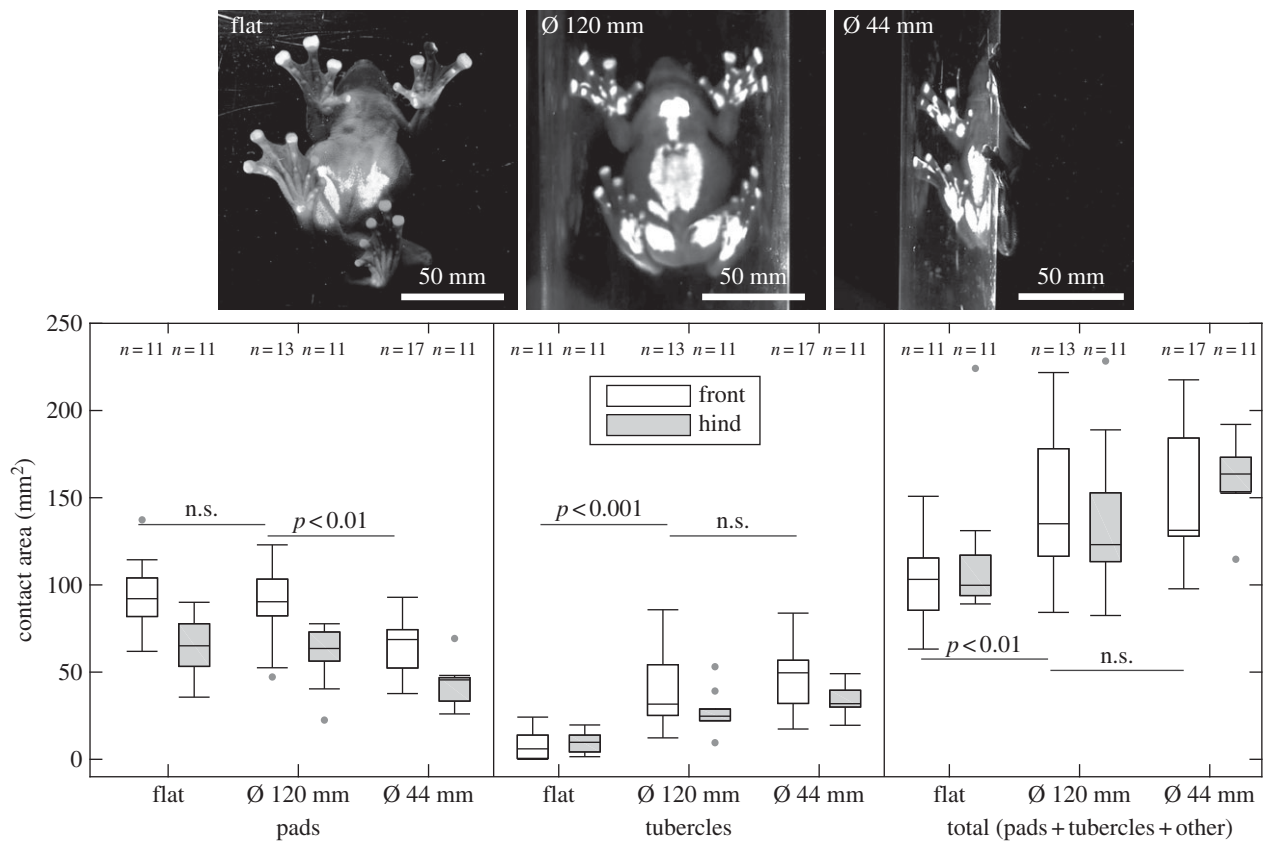 flat
Ø 120 mm
Ø 44 mm
50 mm
50 mm
50 mm
contact area (mm²)
250
200
150
100
50
0
n = 11 n = 11
n = 13 n = 11
n = 17 n = 11
n.s.
p < 0.01
flat
Ø 120 mm
Ø 44 mm
pads
n = 11 n = 11
n = 13 n = 11
n = 17 n = 11
front
hind
p < 0.001
n.s.
flat
Ø 120 mm
Ø 44 mm
tubercles
n = 11 n = 11
n = 13 n = 11
n = 17 n = 11
p < 0.01
n.s.
flat
Ø 120 mm
Ø 44 mm
total (pads + tubercles + other)